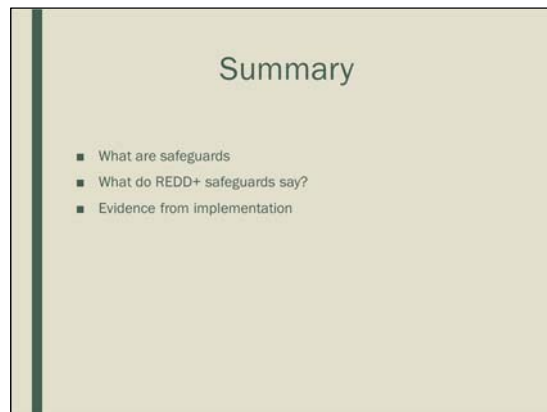 Summary
■ What are safeguards
■ What do REDD+ safeguards say?
■ Evidence from implementation